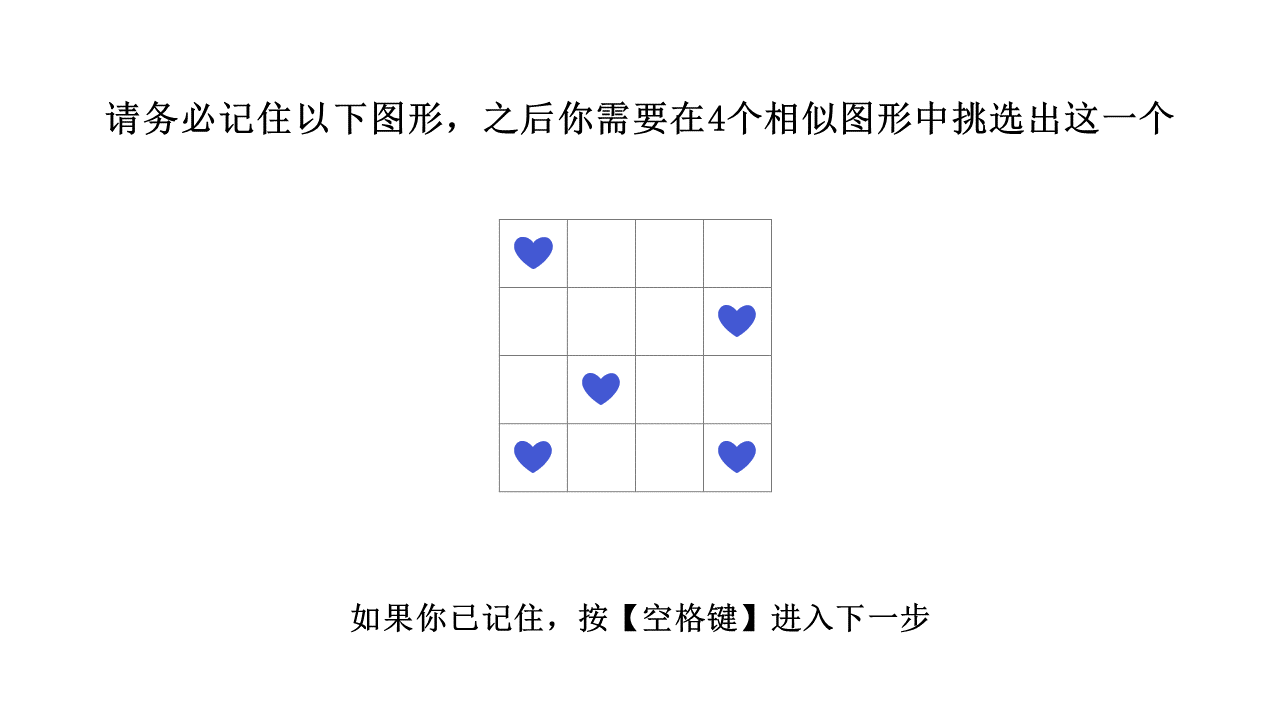 请务必记住以下图形，之后你需要在4个相似图形中挑选出这一个
如果你已记住，按【空格键】进入下一步